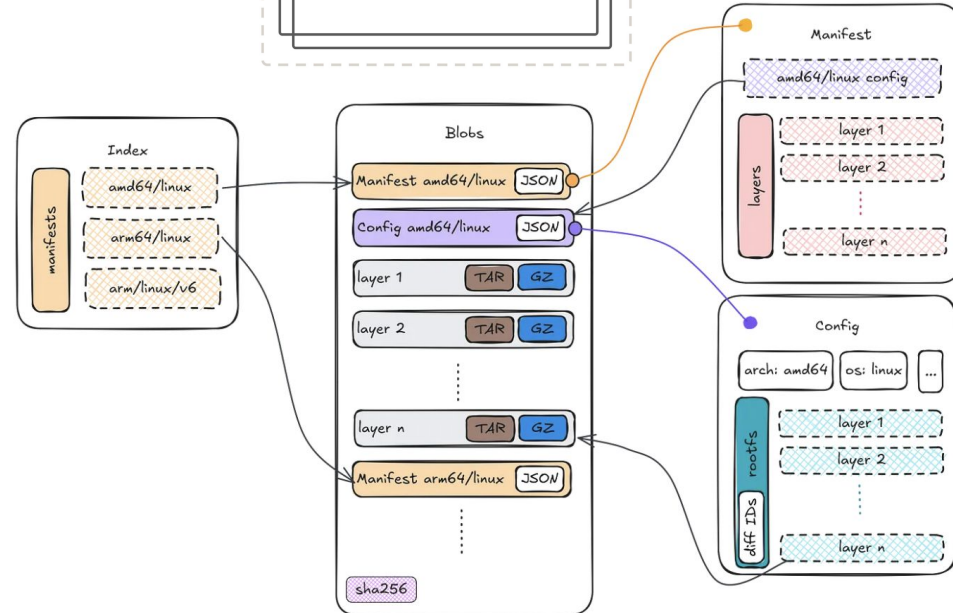 Index
manifests
amd64/linux
arm64/linux
arm/linux/v6
Blobs
Manifest amd64/linux JSON
Config amd64/linux JSON
layer 1 TAR GZ
layer 2 TAR GZ
layer n TAR GZ
Manifest arm64/linux JSON
sha256
Manifest
amd64/linux config
layers
layer 1
layer 2
layer n
Config
arch: amd64 os: linux ...
rootfs
diff IDs
layer 1
layer 2
layer n